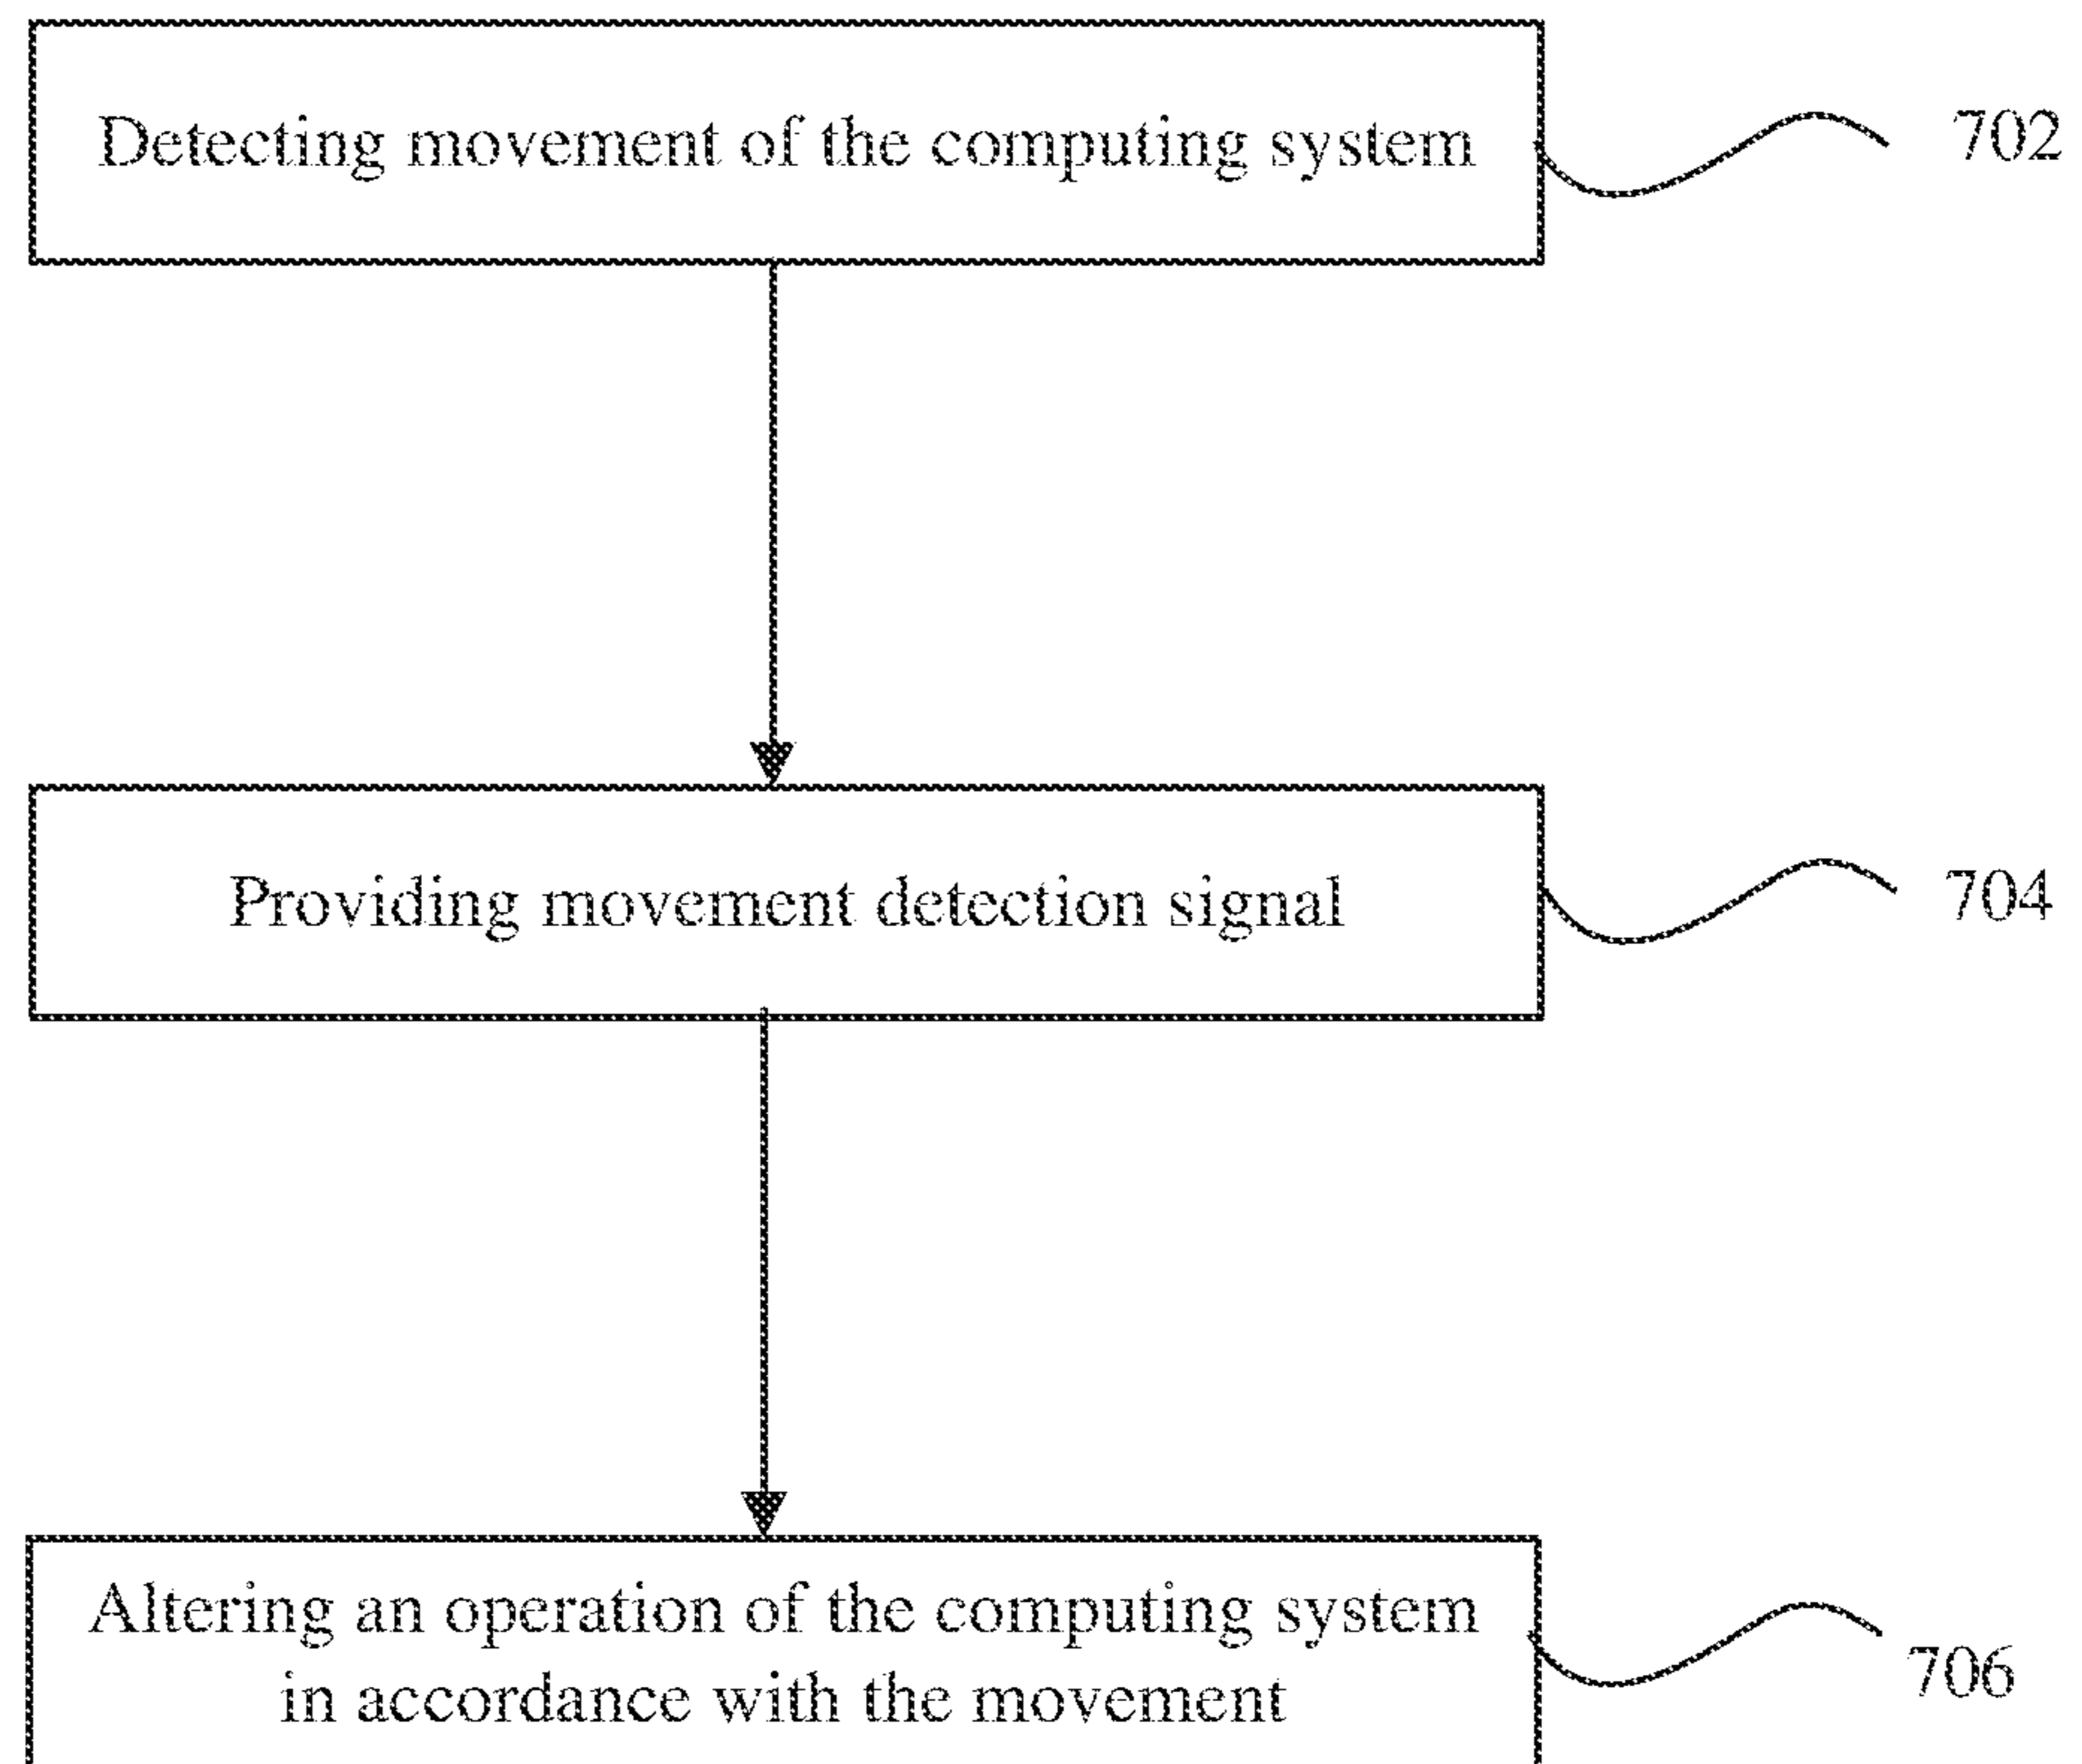 Detecting movement of the computing system
702
Providing movement detection signal
704
Altering an operation of the computing system
in accordance with the movement
706